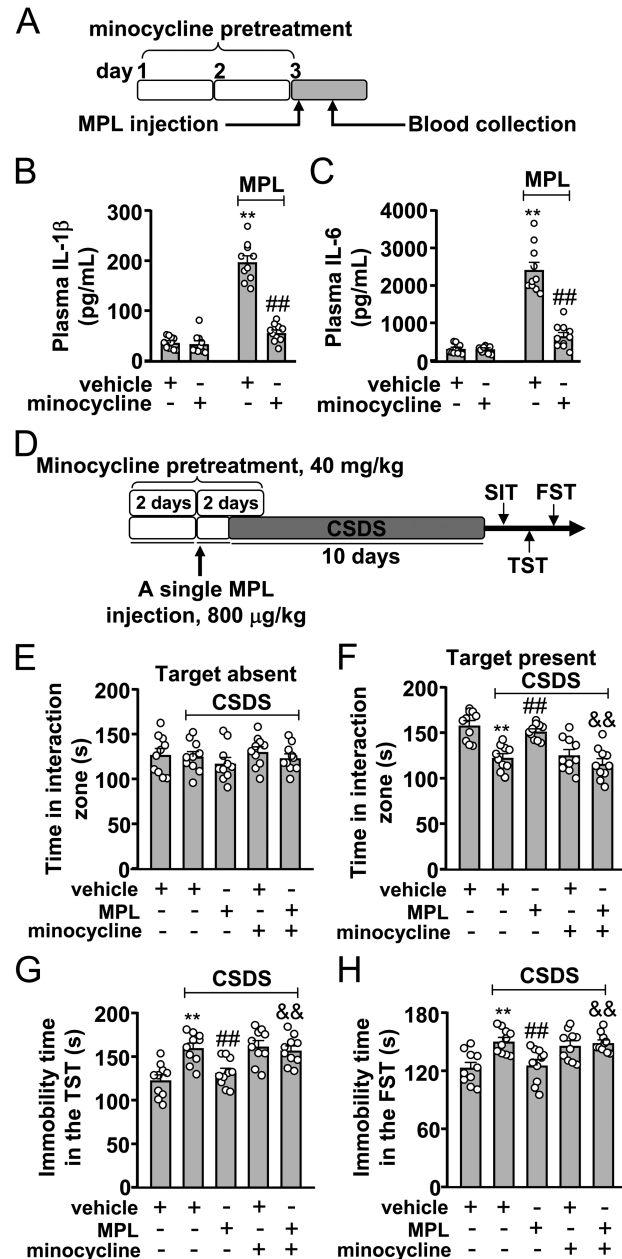 A
minocycline pretreatment
day 1 2 3
MPL injection
Blood collection
B
MPL
Plasma IL-1β
(pg/mL)
300
200
100
0
**
##
vehicle + - + -
minocycline - + - +
C
MPL
Plasma IL-6
(pg/mL)
4000
3000
2000
1000
0
**
##
vehicle + - + -
minocycline - + - +
D
Minocycline pretreatment, 40 mg/kg
2 days 2 days
CSDS
10 days
SIT FST
TST
A single MPL
injection, 800 μg/kg
E
Target absent
CSDS
Time in interaction
zone (s)
200
150
100
50
0
vehicle + + - + -
MPL - - + - +
minocycline - - - + +
F
Target present
CSDS
Time in interaction
zone (s)
200
150
100
50
0
**
##
&&
vehicle + + - + -
MPL - - + - +
minocycline - - - + +
G
CSDS
Immobility time
in the TST (s)
200
150
100
50
0
**
##
&&
vehicle + + - + -
MPL - - + - +
minocycline - - - + +
H
CSDS
Immobility time
in the FST (s)
180
120
60
0
**
##
&&
vehicle + + - + -
MPL - - + - +
minocycline - - - + +